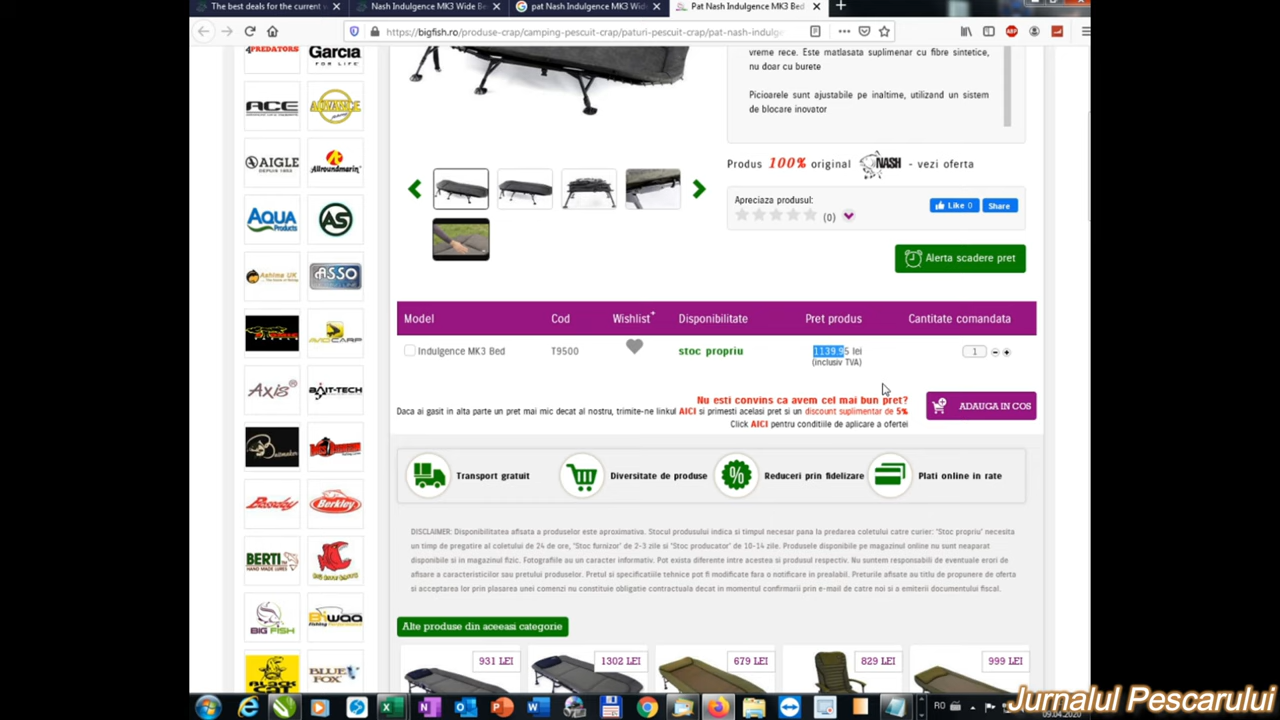 The best deals for the current
Nash Indulgence MK3 Wide Be
pat Nash Indulgence MK3 Wide
Pat Nash Indulgence MK3 Bed
https://bigfish.ro/produse-crap/camping-pescuit-crap/paturi-pescuit-crap/pat-nash-indulge
ABP
PREDATORS
Garcia
FOR LIFE
ACE
ADVANCE
AIGLE
DEPUIS 1853
Allroundmarin
AQUA
Products
AS
Ashima UK
ASSO
AVID CARP
Axis
BAIT-TECH
Baitmaker
Berkley
BERTI
HAND MADE LURES
BIG FISH
Biwaa
BLACK
CAT
BLUE
FOX
vreme rece. Este matlasata suplimenar cu fibre sintetice,
nu doar cu burete
Picioarele sunt ajustabile pe inaltime, utilizand un sistem
de blocare inovator
Produs 100% original NASH - vezi oferta
Apreciaza produsul:
(0)
Like 0
Share
Alerta scadere pret
Model Cod Wishlist+ Disponibilitate Pret produs Cantitate comandata
Indulgence MK3 Bed T9500 stoc propriu 1139.95 lei 1
(inclusiv TVA)
Nu esti convins ca avem cel mai bun pret?
Daca ai gasit in alta parte un pret mai mic decat al nostru, trimite-ne linkul AICI si primesti acelasi pret si un discount suplimentar de 5%
Click AICI pentru conditiile de aplicare a ofertei
ADAUGA IN COS
Transport gratuit
Diversitate de produse
Reduceri prin fidelizare
Plati online in rate
DISCLAIMER: Disponibilitatea afisata a produselor este aproximativa. Stocul produsului indica si timpul necesar pana la predarea coletului catre curier: "Stoc propriu" necesita
un timp de pregatire al coletului de 24 de ore, "Stoc furnizor" de 2-3 zile si "Stoc producator" de 10-14 zile. Produsele disponibile pe magazinul online nu sunt neaparat
disponibile si in magazinul fizic. Fotografiile au un caracter informativ. Pot exista diferente intre acestea si produsul respectiv. Nu suntem responsabili de eventuale erori de
afisare a caracteristicilor sau pretului produselor. Pretul si specificatiile tehnice pot fi modificate fara o notificare in prealabil. Preturile afisate au titlu de propunere de oferta
si acceptarea lor prin plasarea unei comenzi nu constituie obligatie contractuala decat in momentul confirmarii prin e-mail de catre noi si a emiterii documentului fiscal.
Alte produse din aceeasi categorie
931 LEI
1302 LEI
679 LEI
829 LEI
999 LEI
RO
09.04.2020
Jurnalul Pescarului